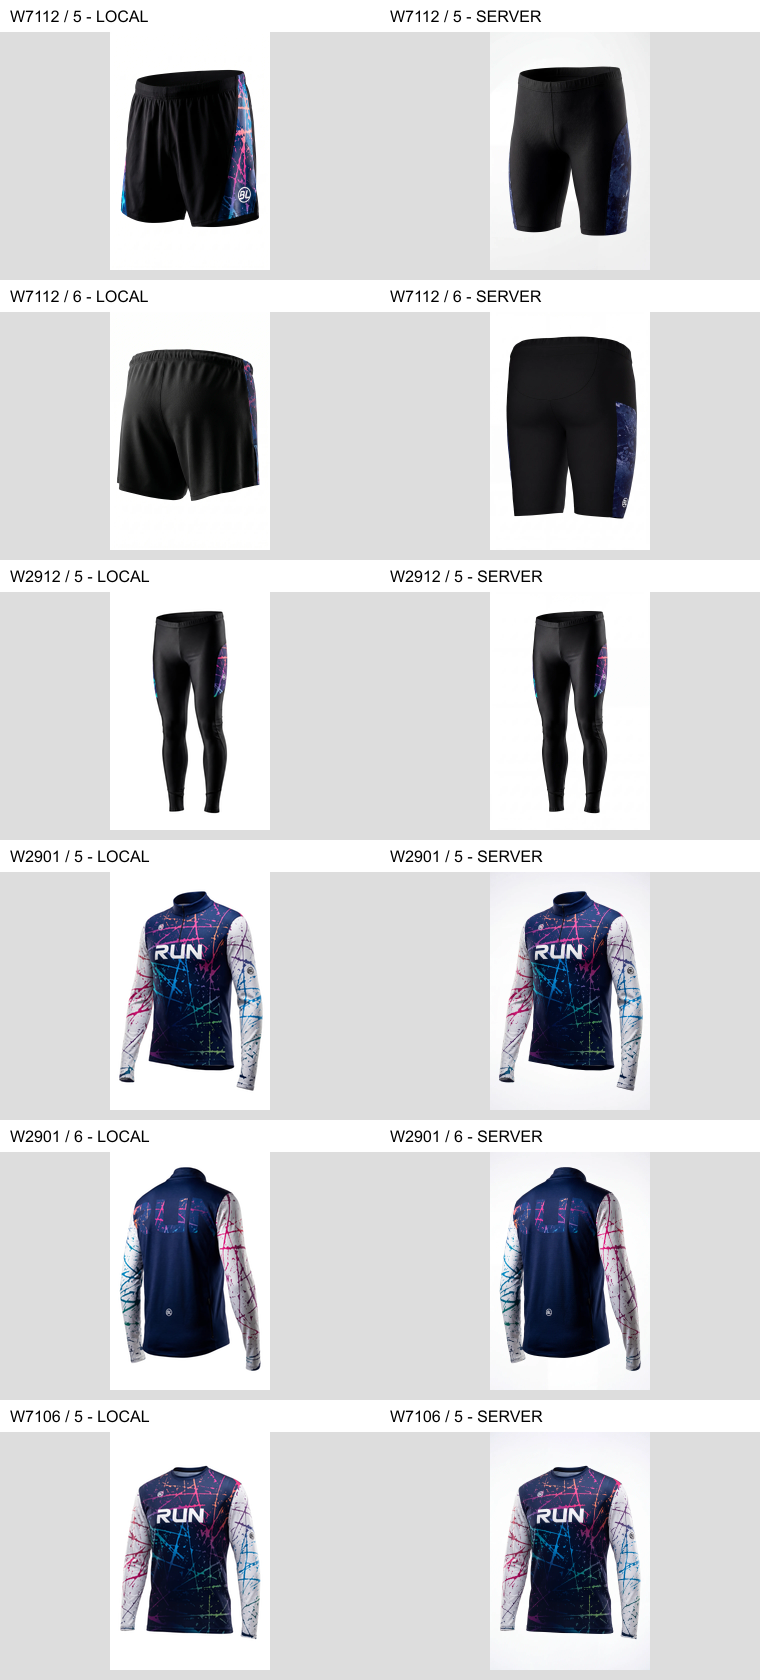 W7112 / 5 - LOCAL
W7112 / 5 - SERVER
BL
W7112 / 6 - LOCAL
W7112 / 6 - SERVER
W2912 / 5 - LOCAL
W2912 / 5 - SERVER
W2901 / 5 - LOCAL
W2901 / 5 - SERVER
RUN
RUN
W2901 / 6 - LOCAL
W2901 / 6 - SERVER
W7106 / 5 - LOCAL
W7106 / 5 - SERVER
RUN
RUN